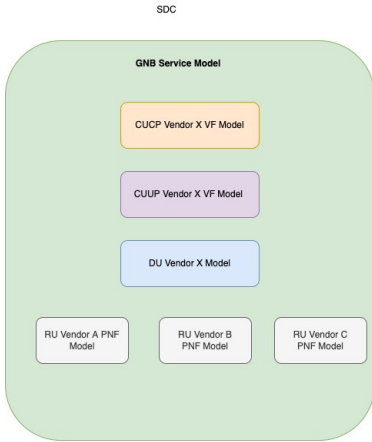 SDC
GNB Service Model
CUCP Vendor X VF Model
CUUP Vendor X VF Model
DU Vendor X Model
RU Vendor A PNF
Model
RU Vendor B
PNF Model
RU Vendor C
PNF Model